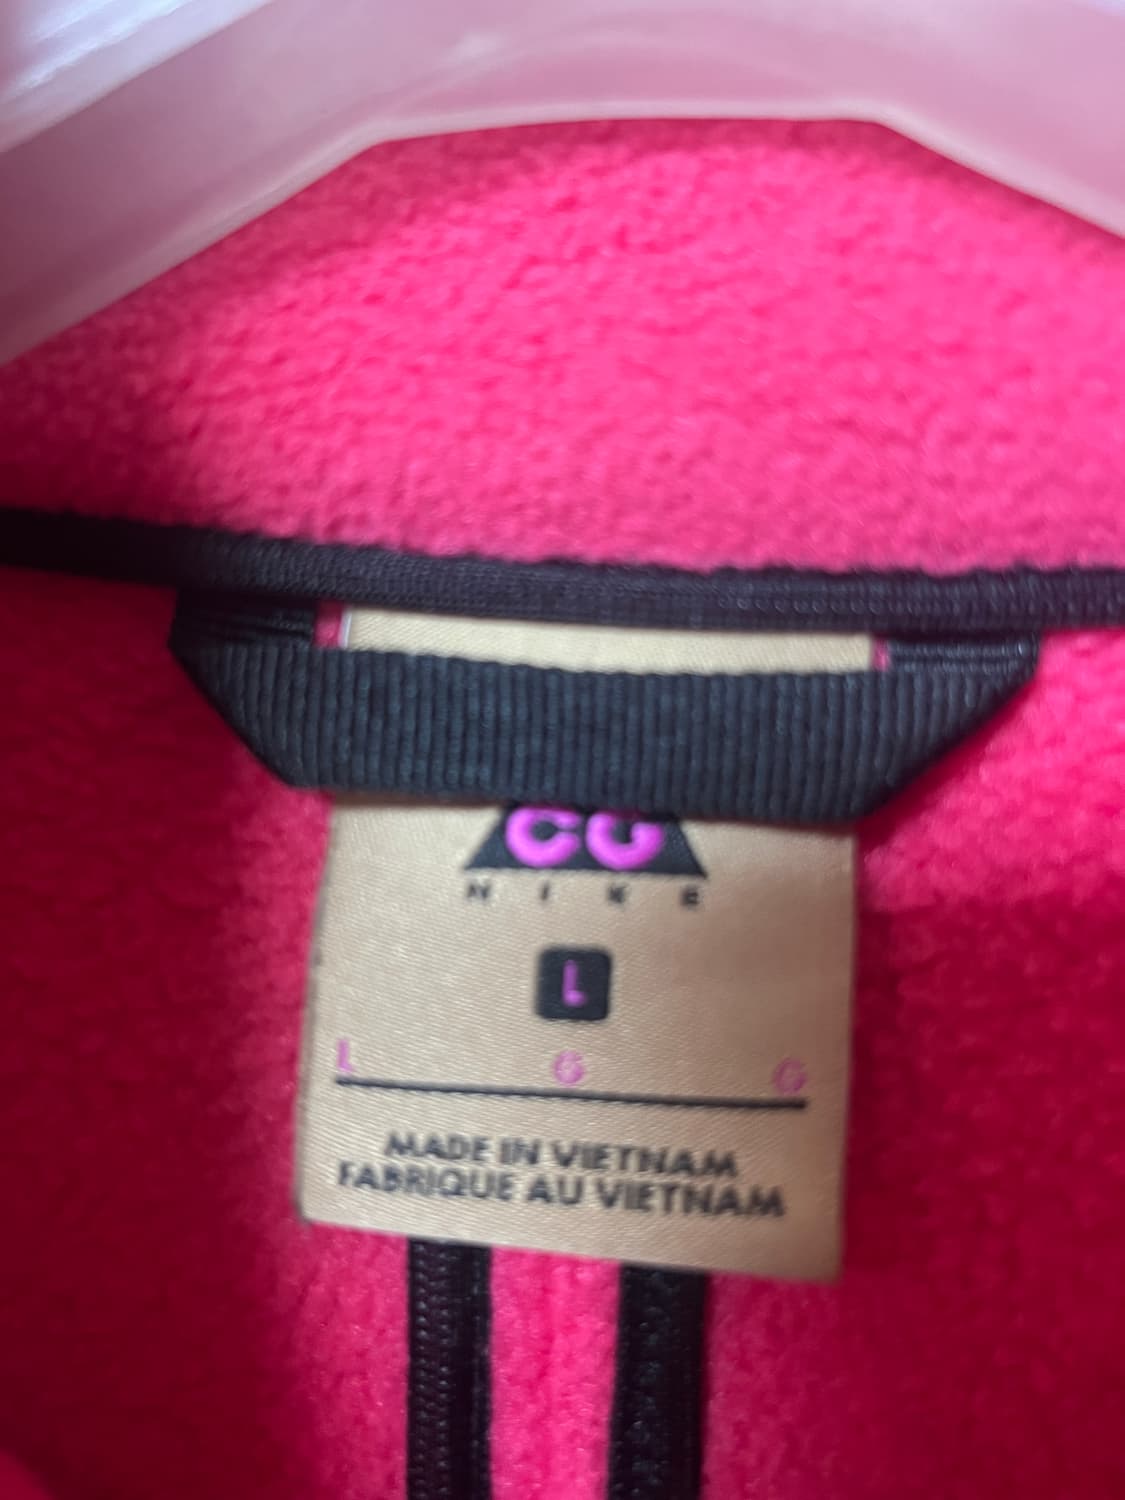 CG
NIKE
L
L G G
MADE IN VIETNAM
FABRIQUE AU VIETNAM